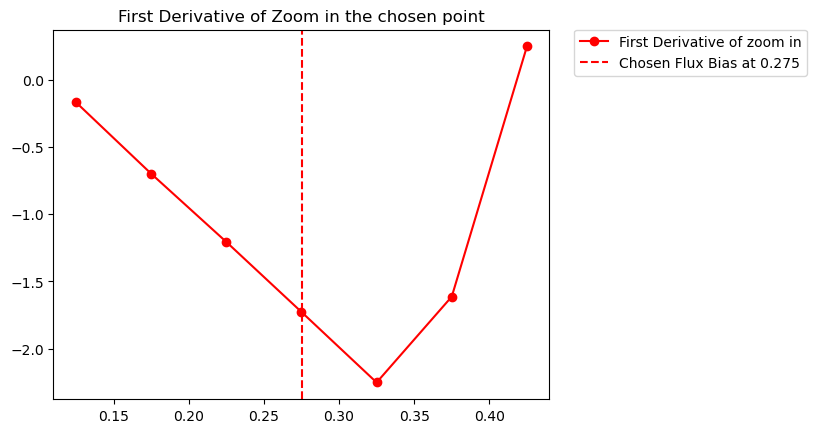 First Derivative of Zoom in the chosen point
First Derivative of zoom in
Chosen Flux Bias at 0.275
0.0
−0.5
−1.0
−1.5
−2.0
0.15 0.20 0.25 0.30 0.35 0.40